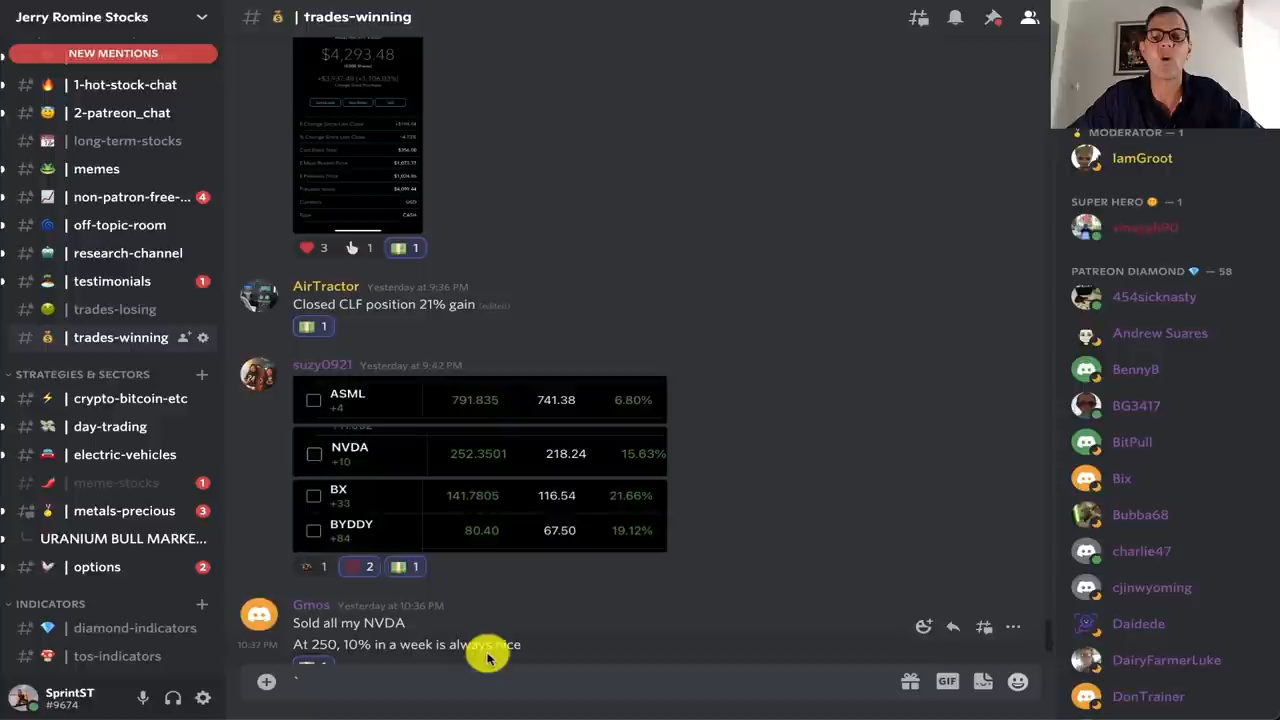 Jerry Romine Stocks
NEW MENTIONS
1-main-stock-chat
2-patreon_chat
long-term-stocks
memes
non-patron-free-... 4
off-topic-room
research-channel
testimonials 1
trades-losing
trades-winning
STRATEGIES & SECTORS
crypto-bitcoin-etc
day-trading
electric-vehicles
meme-stocks 1
metals-precious 3
URANIUM BULL MARKE...
options 2
INDICATORS
diamond-indicators
tos-indicators
SprintST
#9674
trades-winning
$4,293.48
3 1 1
AirTractor Yesterday at 9:36 PM
Closed CLF position 21% gain (edited)
1
suzy0921 Yesterday at 9:42 PM
ASML 791.835 741.38 6.80%
+4
NVDA 252.3501 218.24 15.63%
+10
BX 141.7805 116.54 21.66%
+33
BYDDY 80.40 67.50 19.12%
+84
1 2 1
Gmos Yesterday at 10:36 PM
Sold all my NVDA
10:37 PM At 250, 10% in a week is always nice
GIF
MODERATOR — 1
IamGroot
SUPER HERO — 1
PATREON DIAMOND — 58
454sicknasty
Andrew Suares
BennyB
BG3417
BitPull
Bix
Bubba68
charlie47
cjinwyoming
Daidede
DairyFarmerLuke
DonTrainer